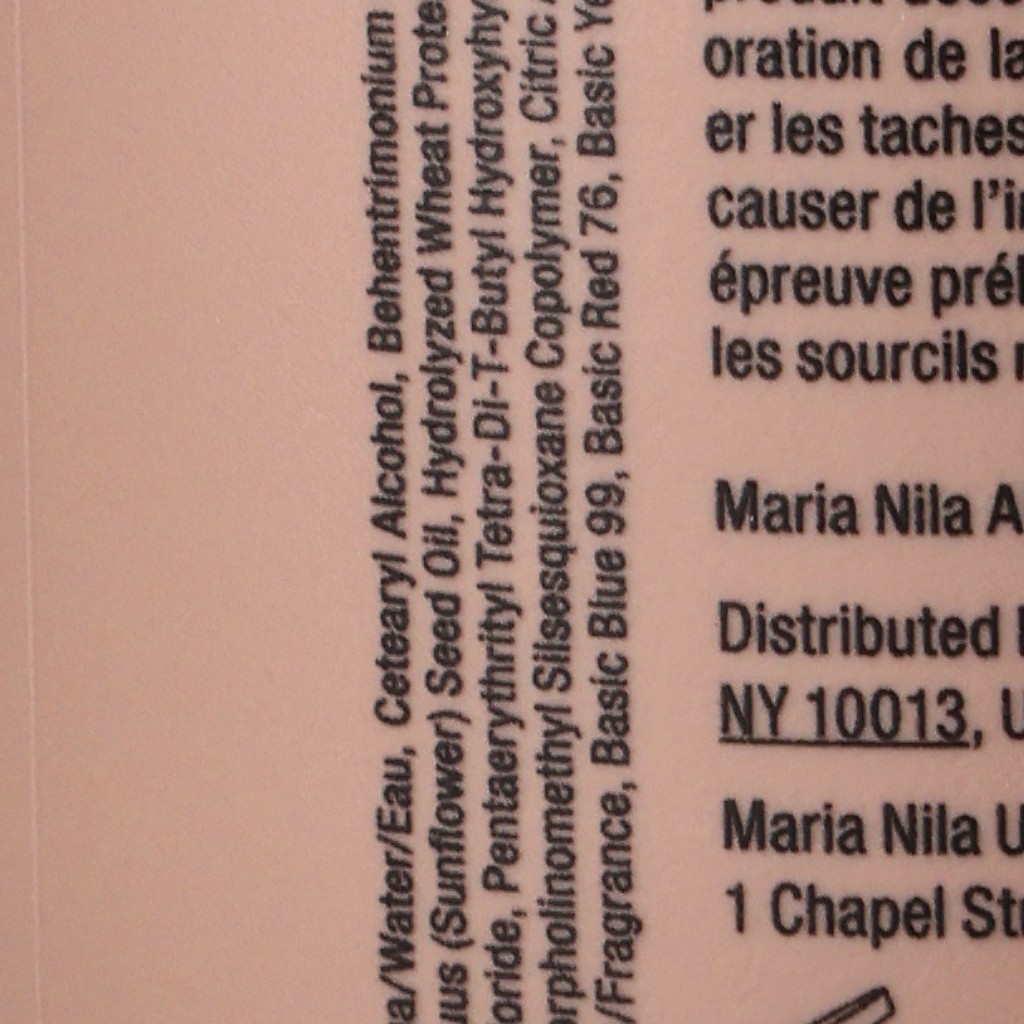 a/Water/Eau, Cetearyl Alcohol, Behentrimonium
uus (Sunflower) Seed Oil, Hydrolyzed Wheat Prote
oride, Pentaerythrityl Tetra-Di-T-Butyl Hydroxyhy
orpholinomethyl Silsesquioxane Copolymer, Citric
/Fragrance, Basic Blue 99, Basic Red 76, Basic Ye
oration de la
er les taches
causer de l'i
épreuve pré
les sourcils
Maria Nila A
Distributed
NY 10013, U
Maria Nila U
1 Chapel St